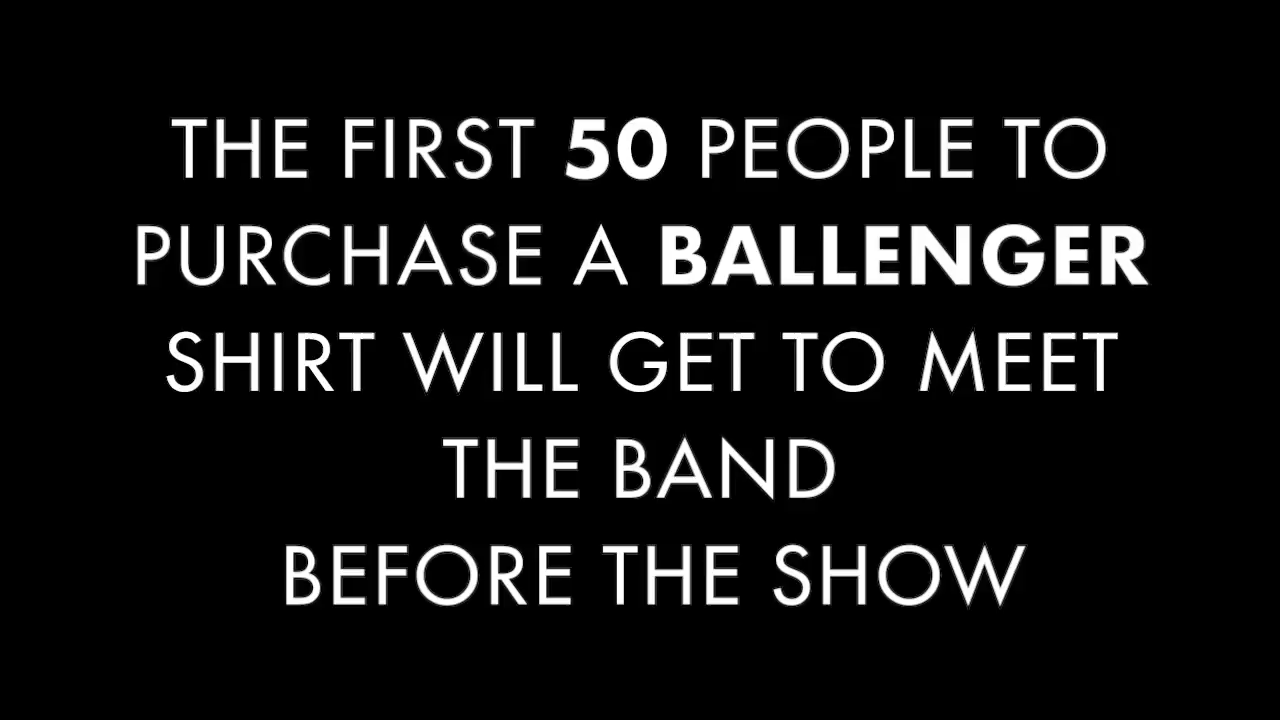 THE FIRST 50 PEOPLE TO
PURCHASE A BALLENGER
SHIRT WILL GET TO MEET
THE BAND
BEFORE THE SHOW